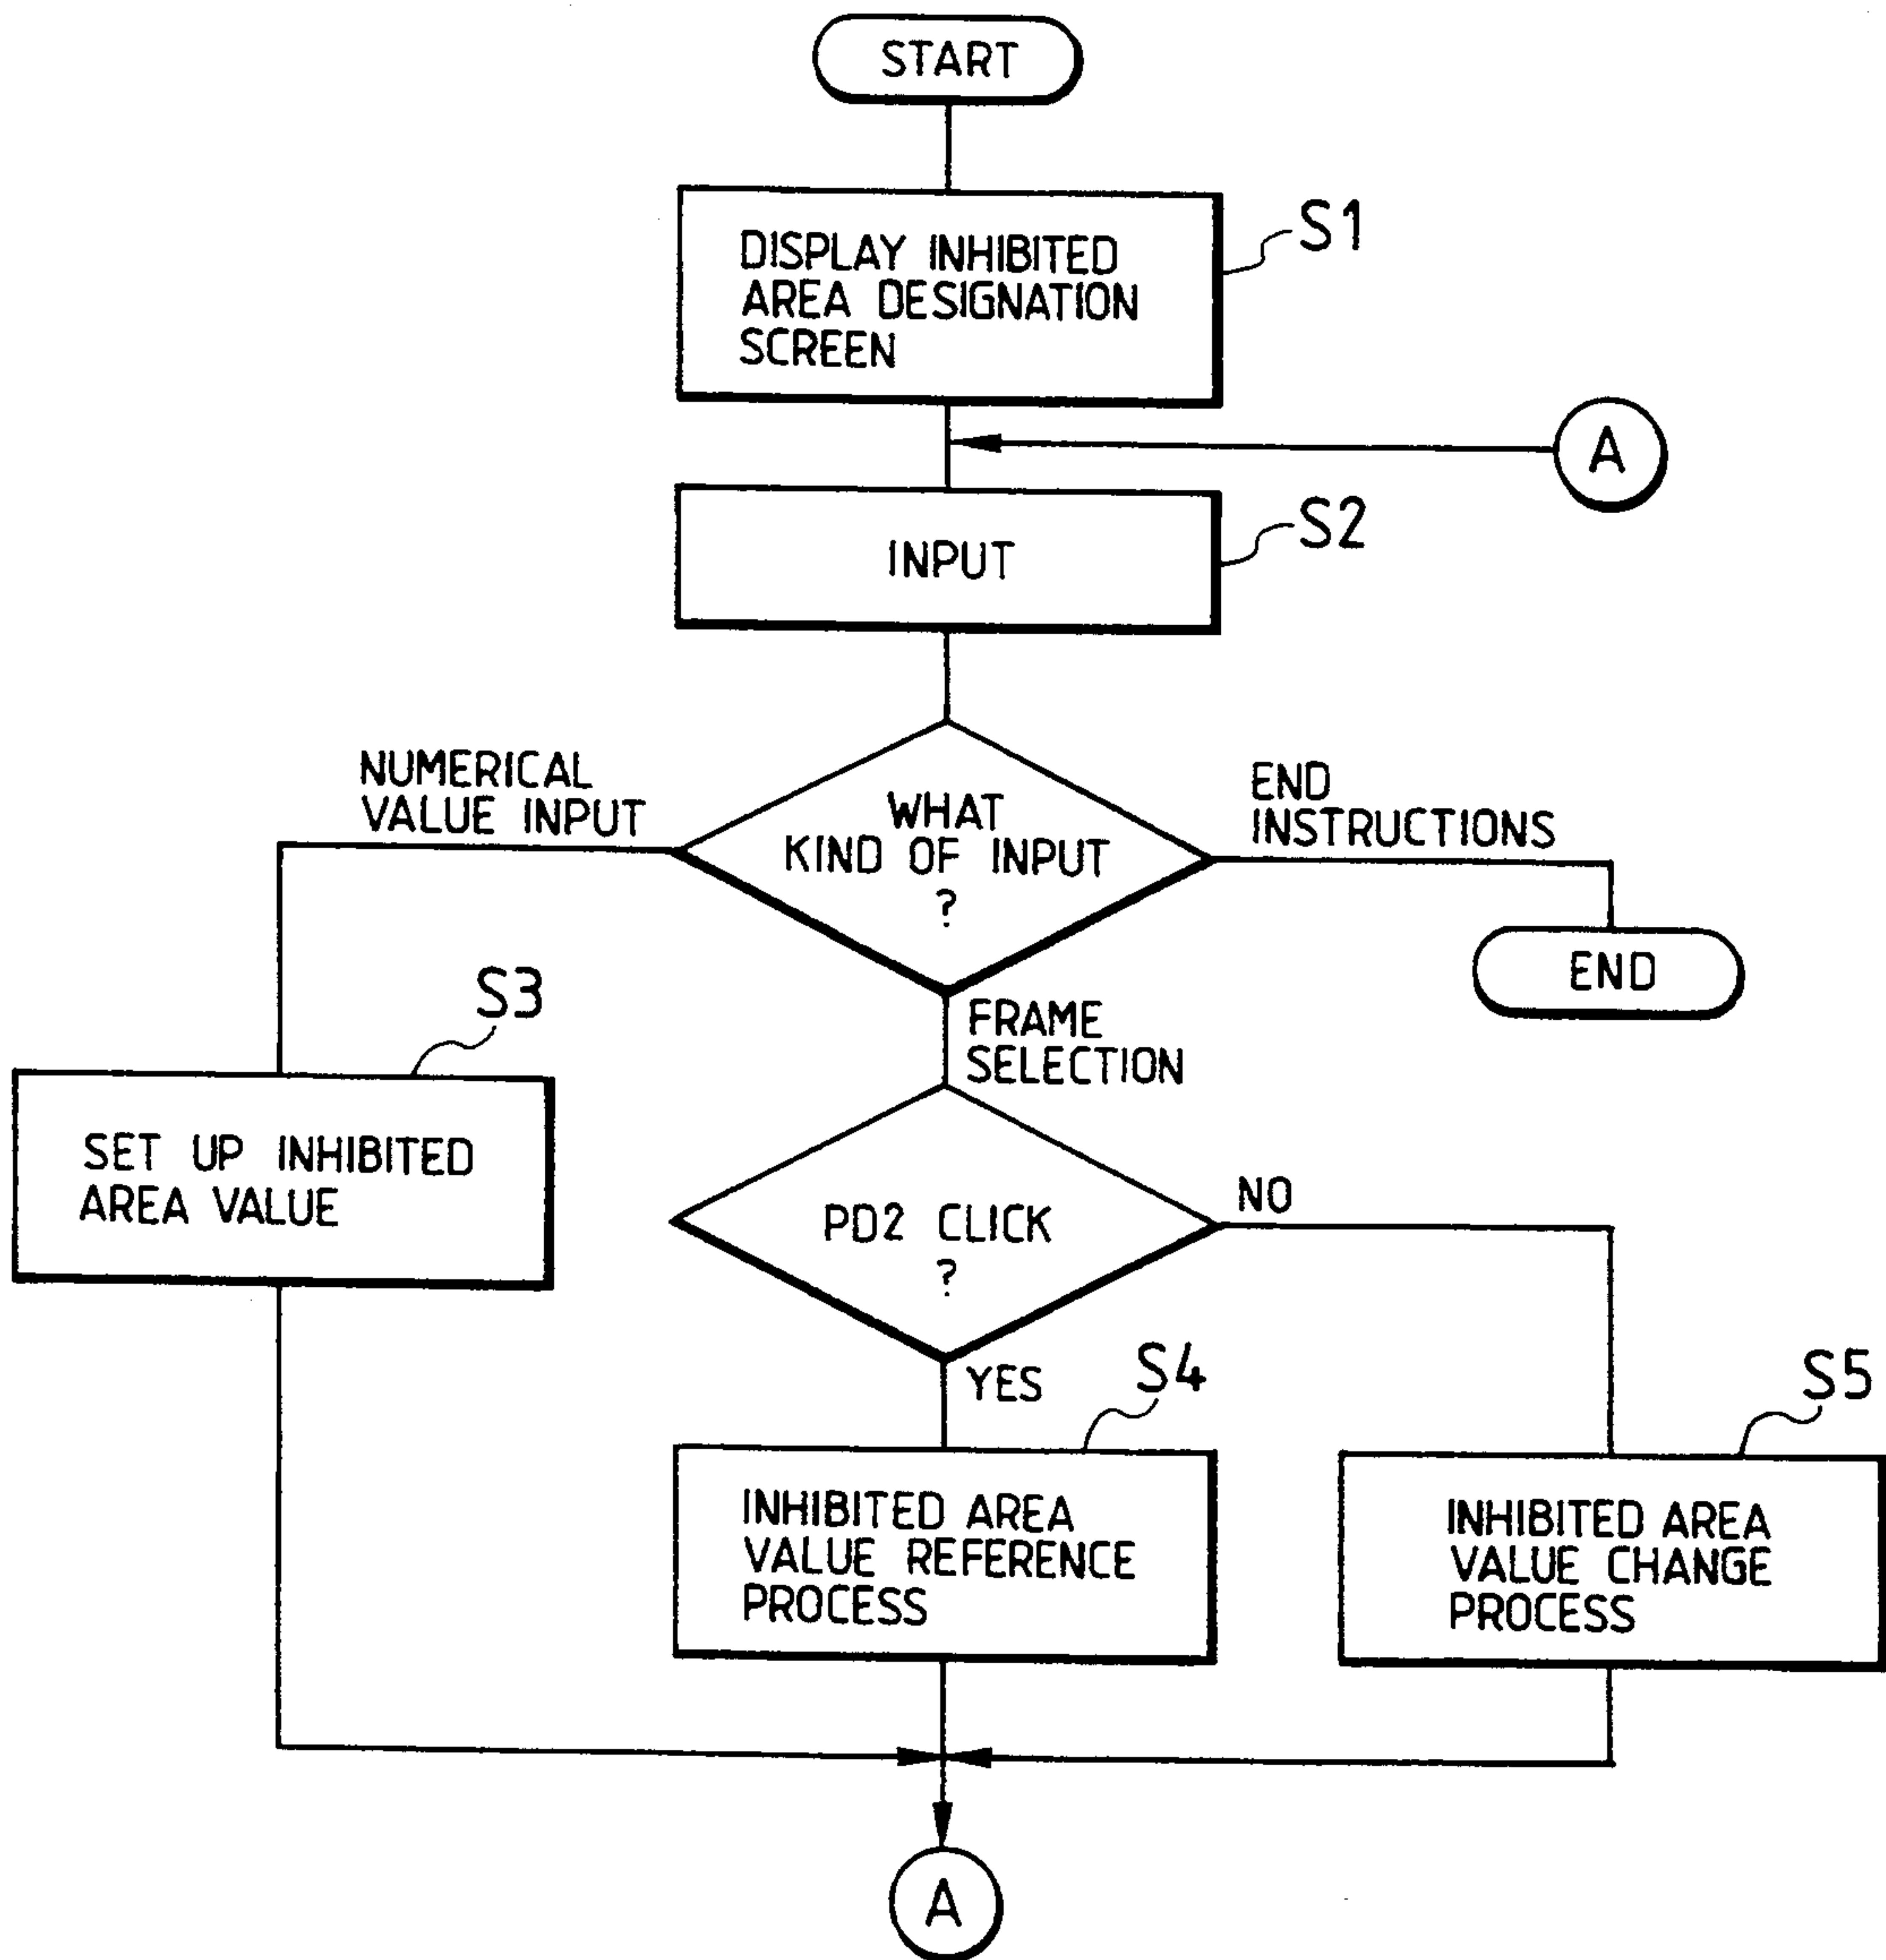 START
DISPLAY INHIBITED
AREA DESIGNATION
SCREEN
S1
A
INPUT
S2
NUMERICAL
VALUE INPUT
WHAT
KIND OF INPUT
?
END
INSTRUCTIONS
END
S3
FRAME
SELECTION
SET UP INHIBITED
AREA VALUE
PD2 CLICK
?
NO
YES
S4
S5
INHIBITED AREA
VALUE REFERENCE
PROCESS
INHIBITED AREA
VALUE CHANGE
PROCESS
A